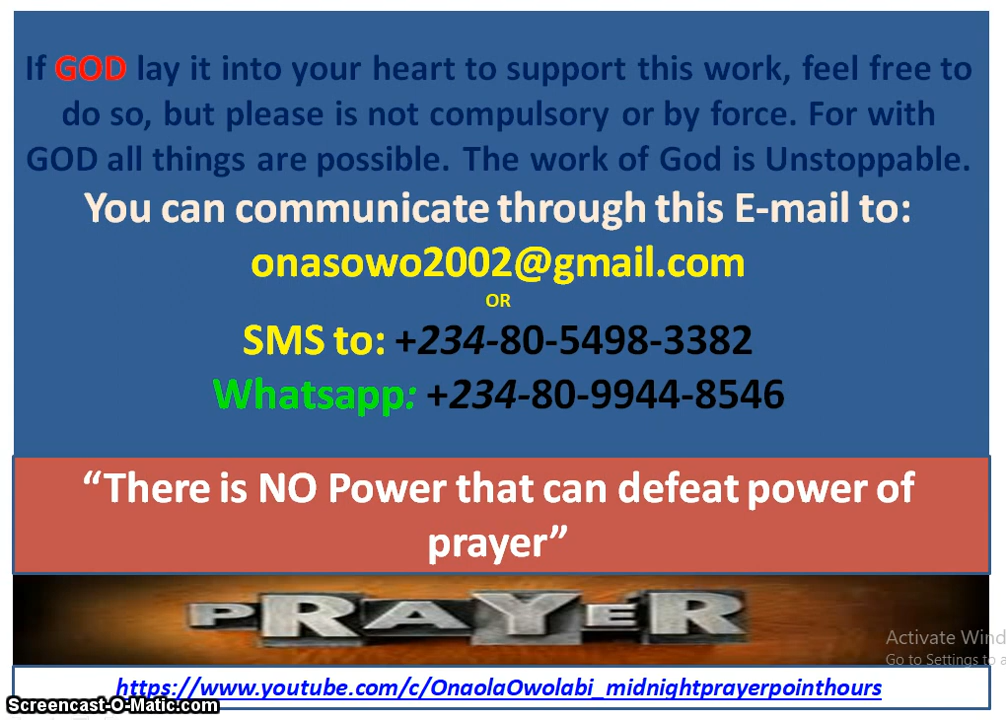 If GOD lay it into your heart to support this work, feel free to
do so, but please is not compulsory or by force. For with
GOD all things are possible. The work of God is Unstoppable.
You can communicate through this E-mail to:
onasowo2002@gmail.com
OR
SMS to: +234-80-5498-3382
Whatsapp: +234-80-9944-8546
“There is NO Power that can defeat power of
prayer”
PRAYER
Activate Wind
Go to Settings to a
https://www.youtube.com/c/OnaolaOwolabi_midnightprayerpointhours
Screencast-O-Matic.com